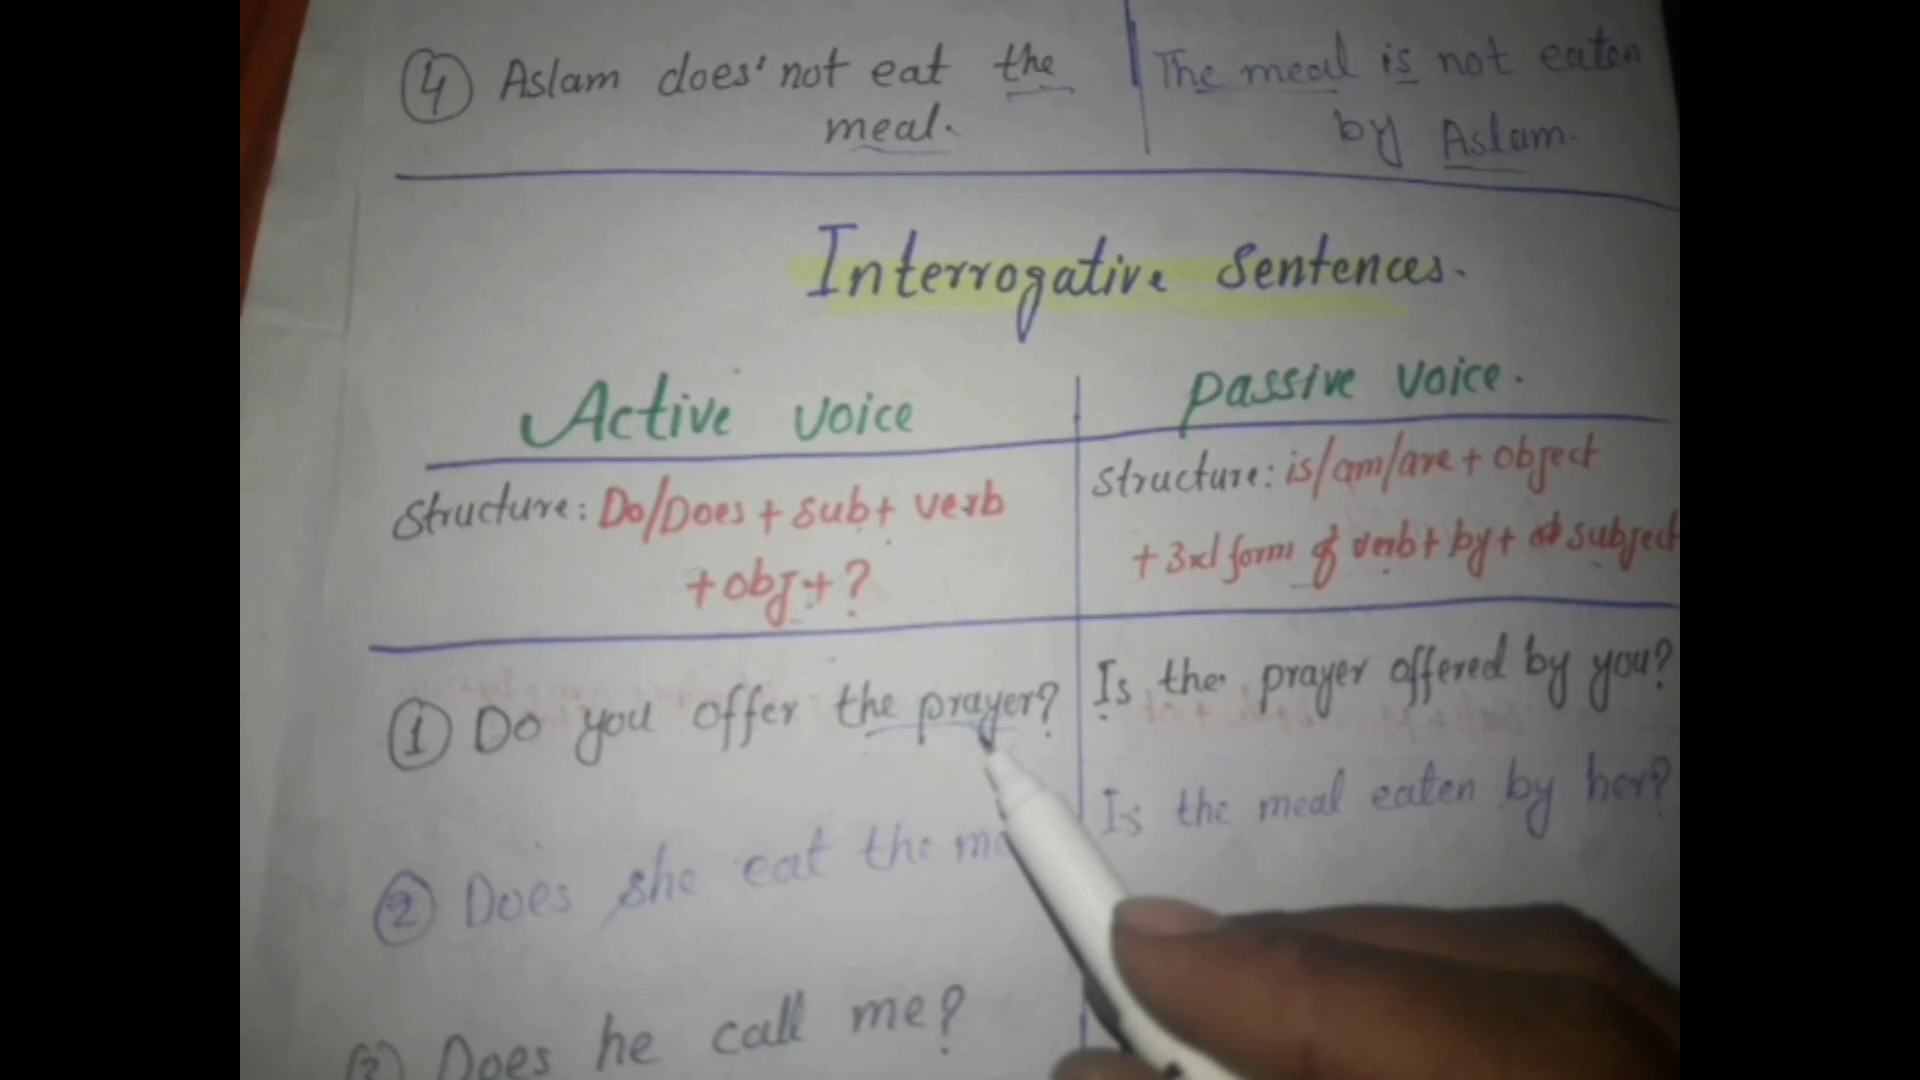 ④ Aslam does' not eat the
meal.
The meal is not eaten
by Aslam.
Interrogative Sentences.
Active voice
passive voice.
structure: Do/Does + sub + verb
+ obj + ?
structure: is/am/are + object
+ 3rd form of verb + by + subject
① Do you offer the prayer?
Is the prayer offered by you?
② Does she eat the
Is the meal eaten by her?
③ Does he call me?